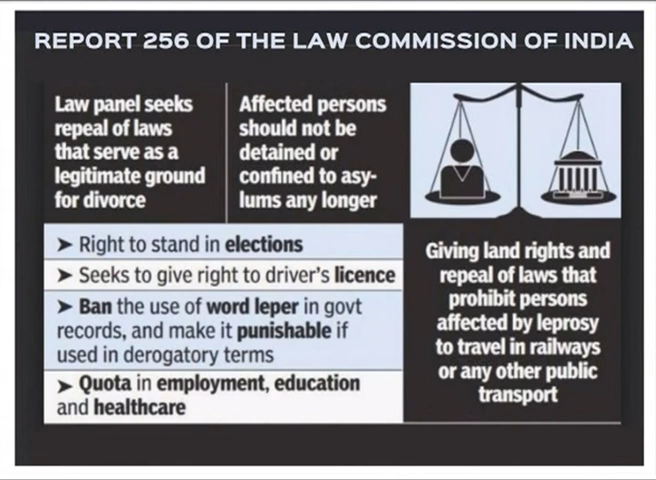 REPORT 256 OF THE LAW COMMISSION OF INDIA
Law panel seeks
repeal of laws
that serve as a
legitimate ground
for divorce
Affected persons
should not be
detained or
confined to asy-
lums any longer
➤ Right to stand in elections
➤ Seeks to give right to driver's licence
➤ Ban the use of word leper in govt
records, and make it punishable if
used in derogatory terms
➤ Quota in employment, education
and healthcare
Giving land rights and
repeal of laws that
prohibit persons
affected by leprosy
to travel in railways
or any other public
transport